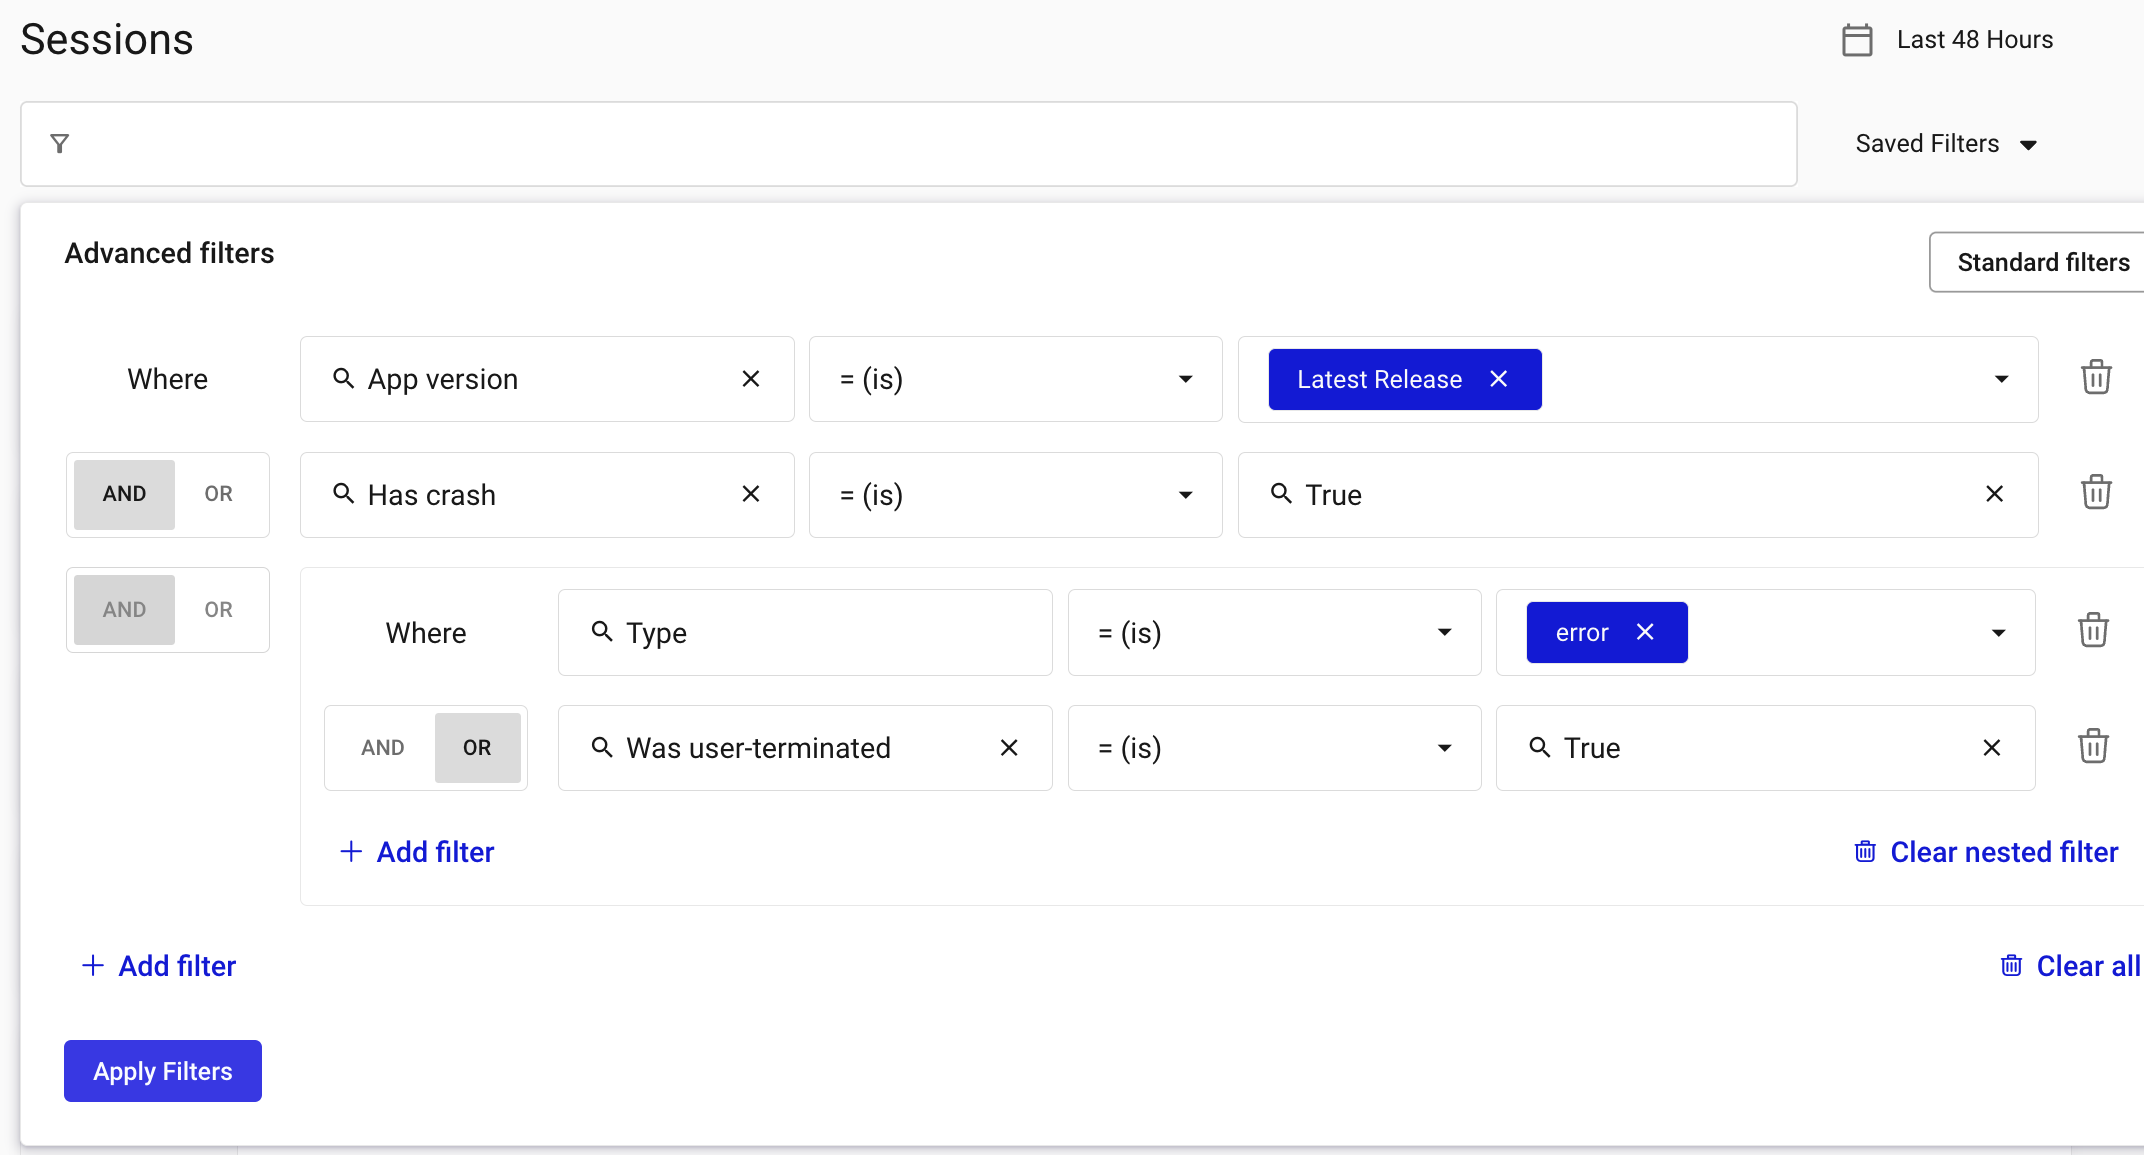 Sessions
Last 48 Hours
Saved Filters
Advanced filters
Standard filters
Where App version = (is) Latest Release
AND OR Has crash = (is) True
AND OR
Where Type = (is) error
AND OR Was user-terminated = (is) True
Add filter Clear nested filter
Add filter Clear all
Apply Filters